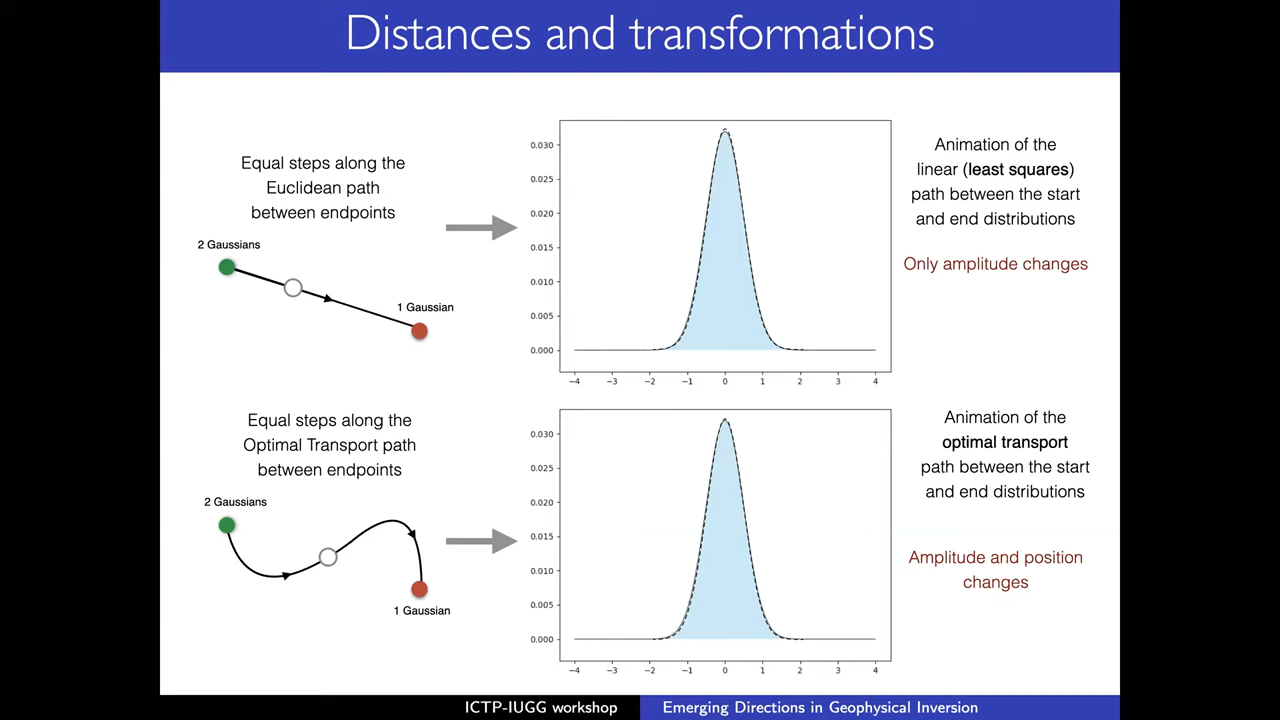 Distances and transformations
Equal steps along the
Euclidean path
between endpoints
2 Gaussians
1 Gaussian
0.030
0.025
0.020
0.015
0.010
0.005
0.000
−4 −3 −2 −1 0 1 2 3 4
Animation of the
linear (least squares)
path between the start
and end distributions
Only amplitude changes
Equal steps along the
Optimal Transport path
between endpoints
2 Gaussians
1 Gaussian
0.030
0.025
0.020
0.015
0.010
0.005
0.000
−4 −3 −2 −1 0 1 2 3 4
Animation of the
optimal transport
path between the start
and end distributions
Amplitude and position
changes
ICTP-IUGG workshop
Emerging Directions in Geophysical Inversion